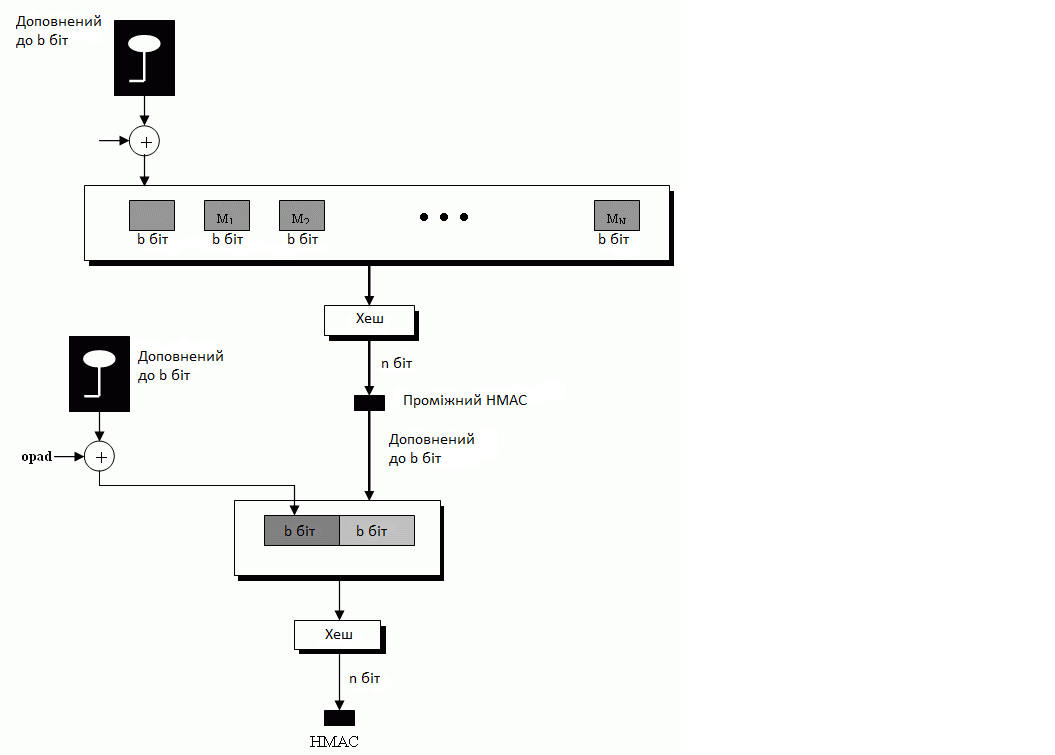 Доповнений
до b біт
+
M1 M2 MN
b біт b біт b біт b біт
Хеш
n біт
Доповнений
до b біт
Проміжний HMAC
Доповнений
до b біт
opad
+
b біт b біт
Хеш
n біт
HMAC